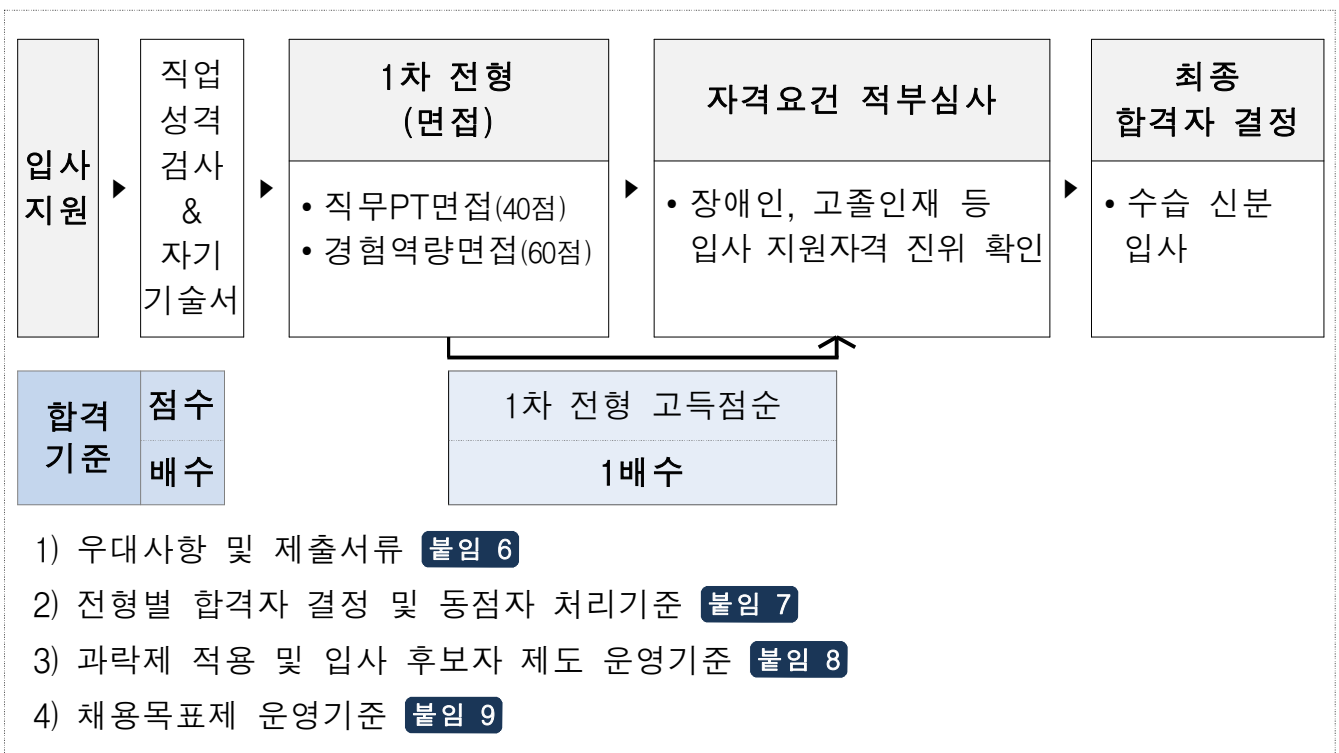 입사
지원
▶
직업
성격
검사
&
자기
기술서
▶
1차 전형
(면접)
• 직무PT면접(40점)
• 경험역량면접(60점)
▶
자격요건 적부심사
• 장애인, 고졸인재 등
입사 지원자격 진위 확인
▶
최종
합격자 결정
• 수습 신분
입사
합격
기준
점수
배수
1차 전형 고득점순
1배수
1) 우대사항 및 제출서류 붙임 6
2) 전형별 합격자 결정 및 동점자 처리기준 붙임 7
3) 과락제 적용 및 입사 후보자 제도 운영기준 붙임 8
4) 채용목표제 운영기준 붙임 9